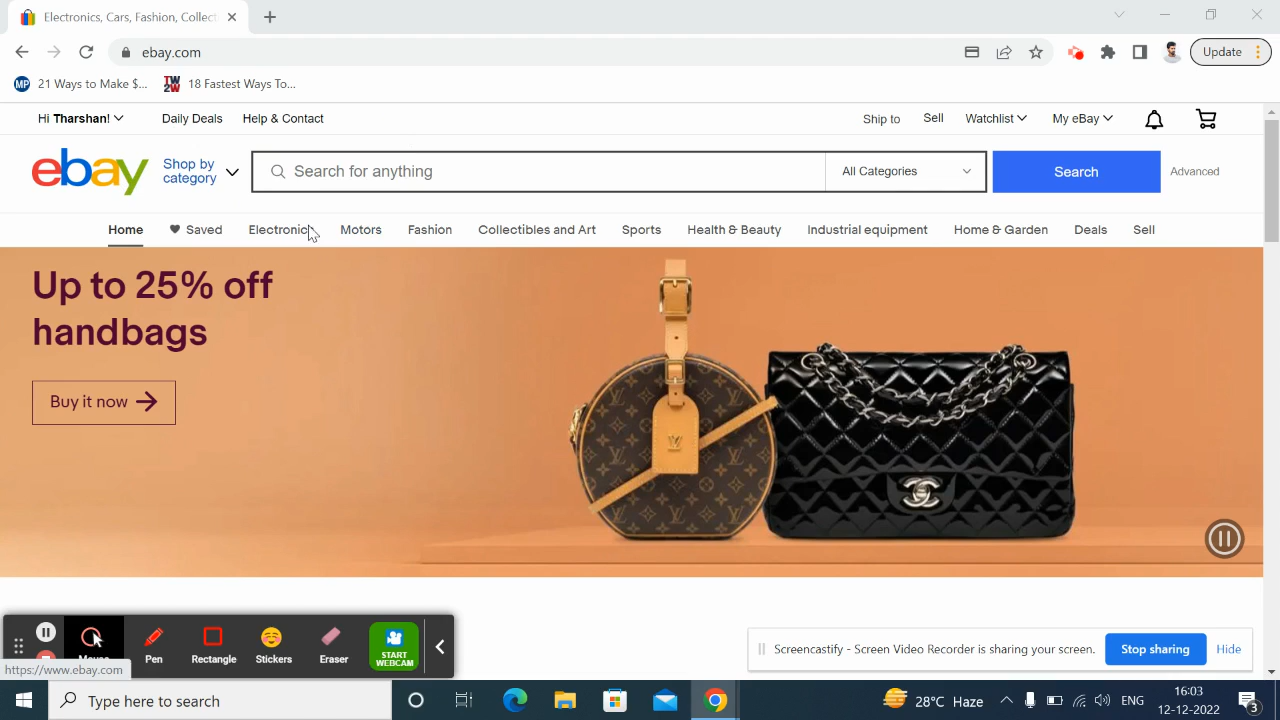 Electronics, Cars, Fashion, Collect
ebay.com
Update
MP 21 Ways to Make $...
TW 2W 18 Fastest Ways To...
Hi Tharshan!
Daily Deals
Help & Contact
Ship to
Sell
Watchlist
My eBay
ebay
Shop by
category
Search for anything
All Categories
Search
Advanced
Home
Saved
Electronic
Motors
Fashion
Collectibles and Art
Sports
Health & Beauty
Industrial equipment
Home & Garden
Deals
Sell
Up to 25% off
handbags
Buy it now
Pen
Rectangle
Stickers
Eraser
START
WEBCAM
https://www.ebay.com
Screencastify - Screen Video Recorder is sharing your screen.
Stop sharing
Hide
Type here to search
28°C Haze
ENG
16:03
12-12-2022
3